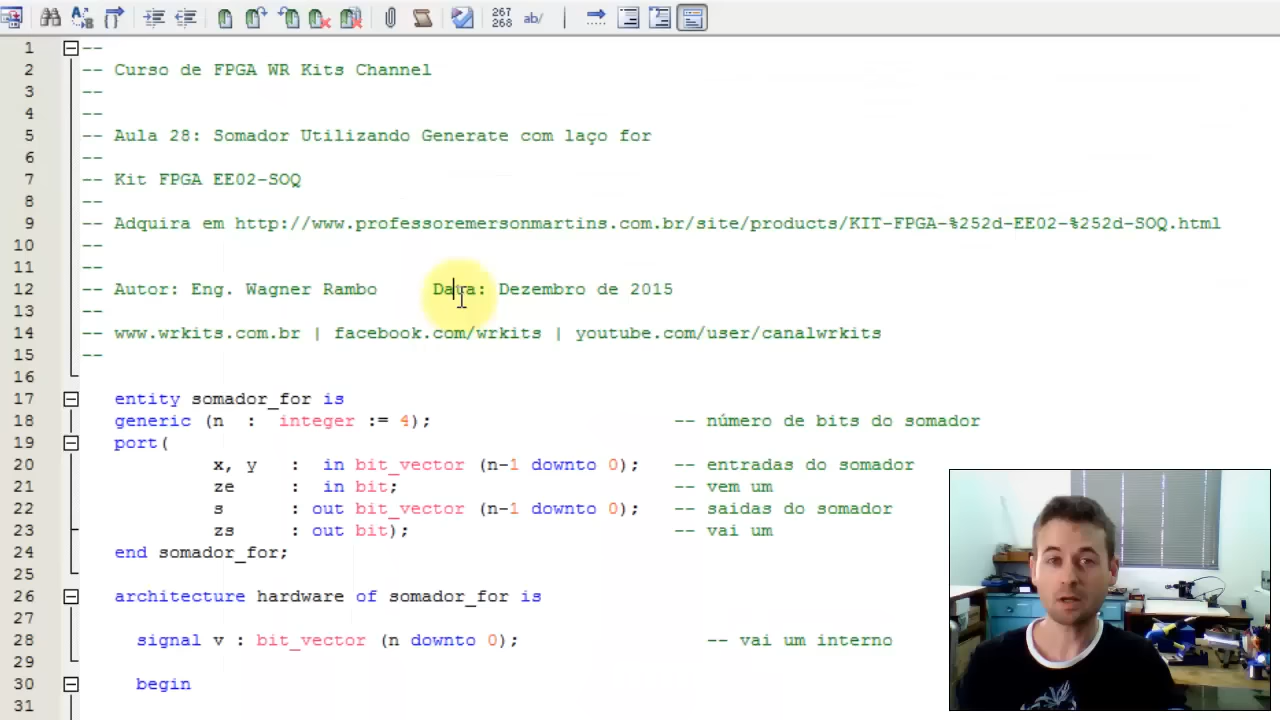 267
268
ab/
1 --
2 -- Curso de FPGA WR Kits Channel
3 --
4 --
5 -- Aula 28: Somador Utilizando Generate com laço for
6 --
7 -- Kit FPGA EE02-SOQ
8 --
9 -- Adquira em http://www.professoremersonmartins.com.br/site/products/KIT-FPGA-%252d-EE02-%252d-SOQ.html
10 --
11 --
12 -- Autor: Eng. Wagner Rambo Data: Dezembro de 2015
13 --
14 -- www.wrkits.com.br | facebook.com/wrkits | youtube.com/user/canalwrkits
15 --
16
17 entity somador_for is
18 generic (n : integer := 4); -- número de bits do somador
19 port(
20 x, y : in bit_vector (n-1 downto 0); -- entradas do somador
21 ze : in bit; -- vem um
22 s : out bit_vector (n-1 downto 0); -- saidas do somador
23 zs : out bit); -- vai um
24 end somador_for;
25
26 architecture hardware of somador_for is
27
28 signal v : bit_vector (n downto 0); -- vai um interno
29
30 begin
31